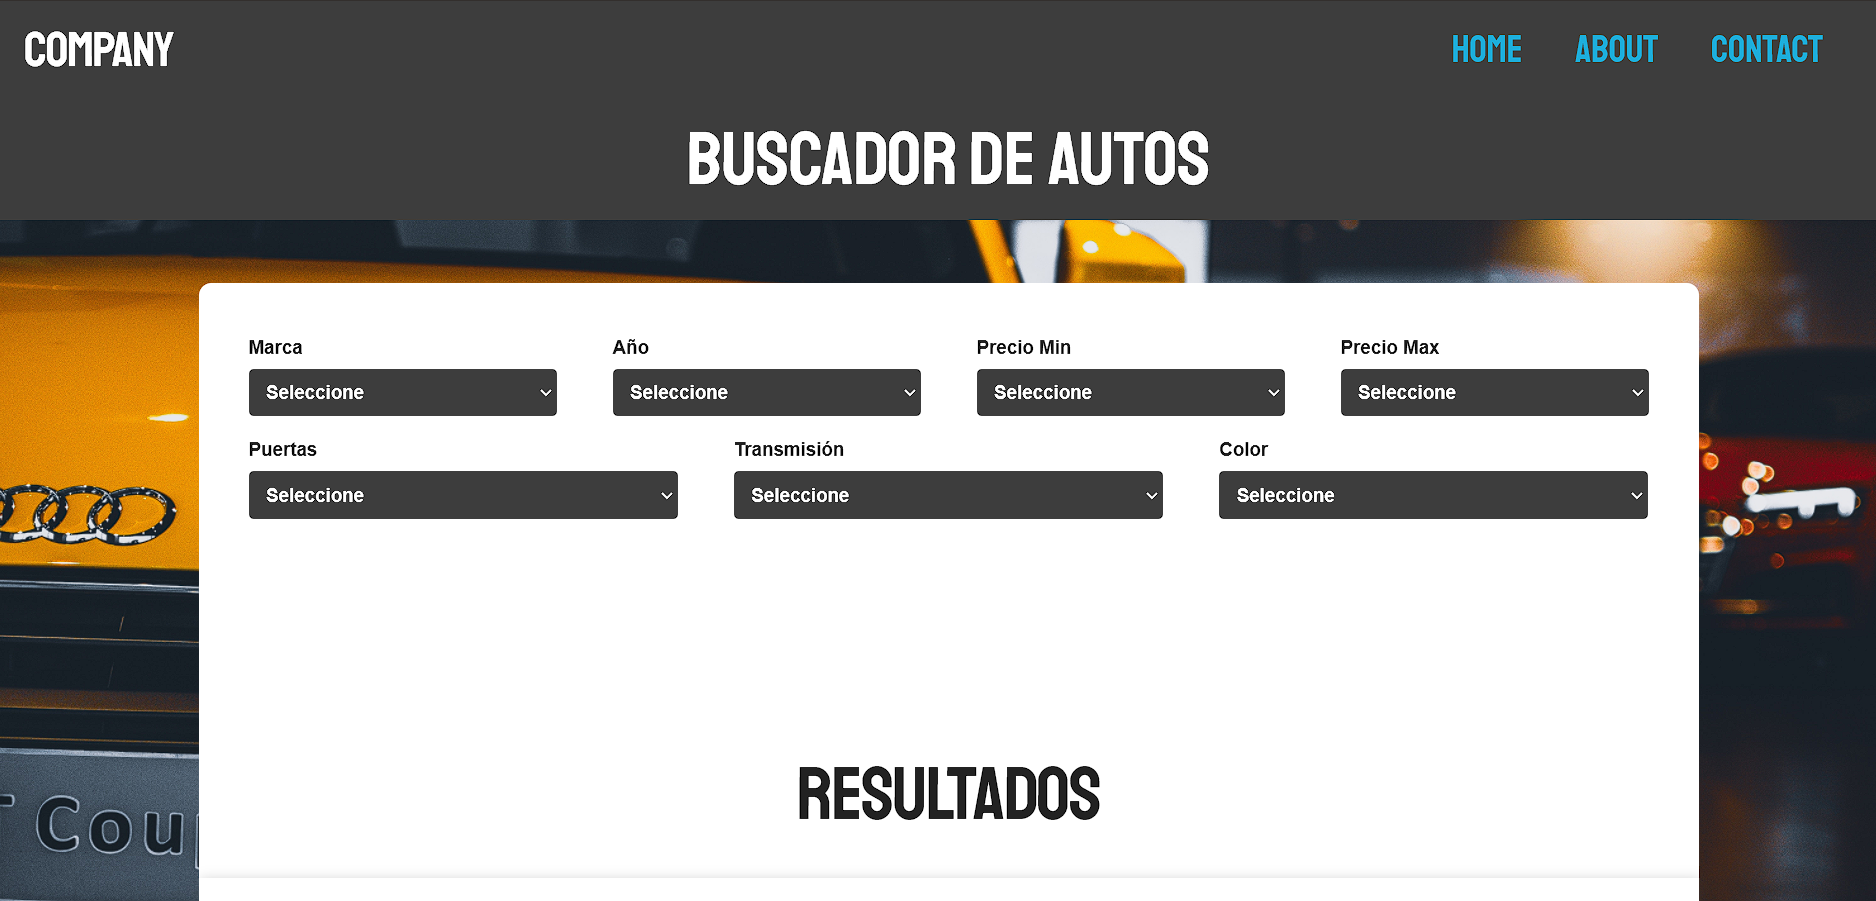 COMPANY
HOME ABOUT CONTACT
BUSCADOR DE AUTOS
Marca Año Precio Min Precio Max
Seleccione Seleccione Seleccione Seleccione
Puertas Transmisión Color
Seleccione Seleccione Seleccione
RESULTADOS